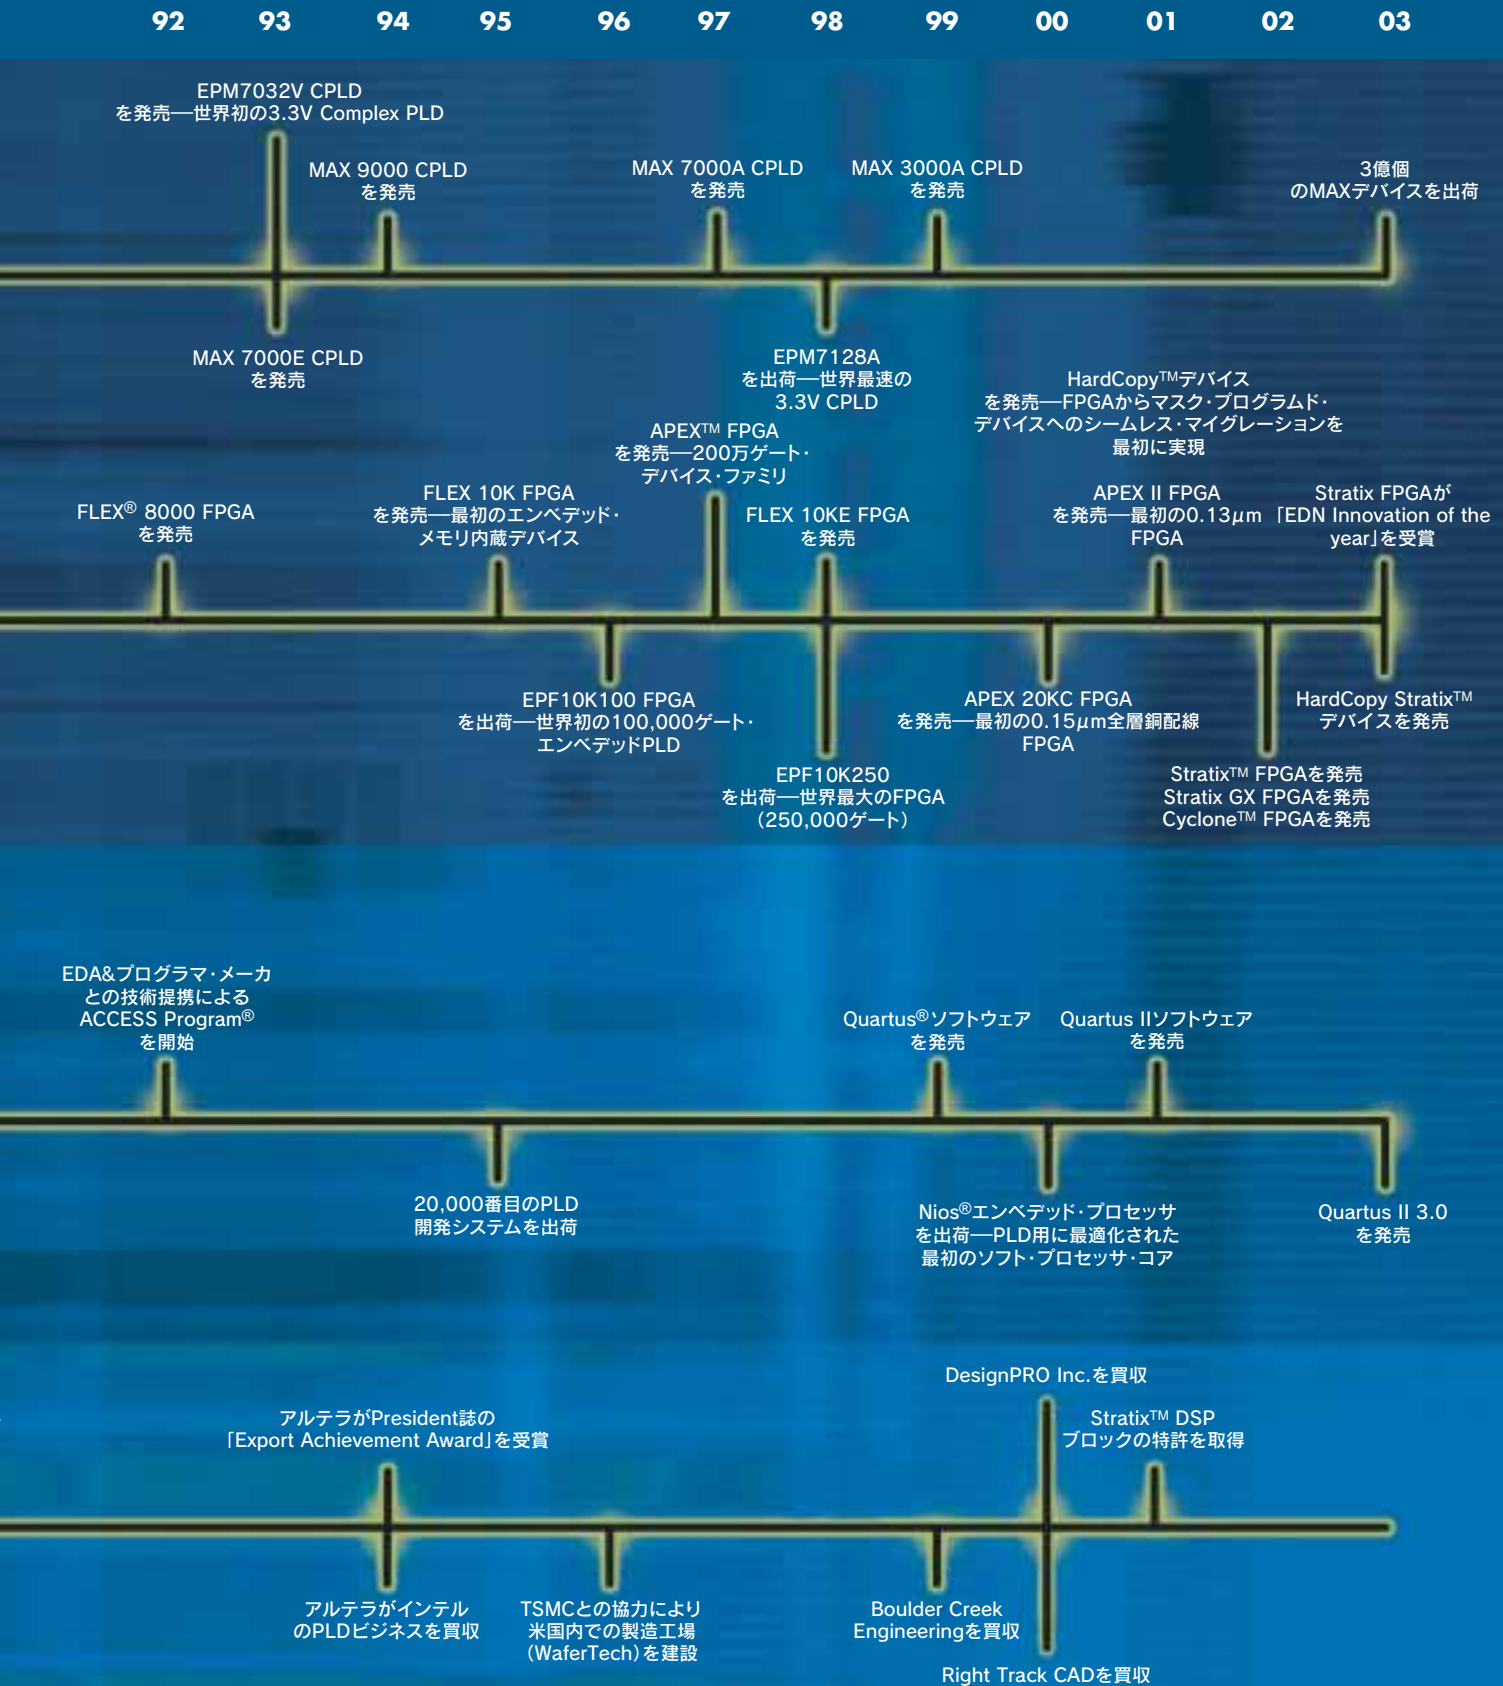 92 93 94 95 96 97 98 99 00 01 02 03
EPM7032V CPLD
を発売―世界初の3.3V Complex PLD
MAX 9000 CPLD
を発売
MAX 7000A CPLD
を発売
MAX 3000A CPLD
を発売
3億個
のMAXデバイスを出荷
MAX 7000E CPLD
を発売
EPM7128A
を出荷―世界最速の
3.3V CPLD
HardCopy™デバイス
を発売―FPGAからマスク・プログラムド・
デバイスへのシームレス・マイグレーションを
最初に実現
APEX™ FPGA
を発売―200万ゲート・
デバイス・ファミリ
FLEX® 8000 FPGA
を発売
FLEX 10K FPGA
を発売―最初のエンベデッド・
メモリ内蔵デバイス
FLEX 10KE FPGA
を発売
APEX II FPGA
を発売―最初の0.13μm
FPGA
Stratix FPGAが
「EDN Innovation of the
year」を受賞
EPF10K100 FPGA
を出荷―世界初の100,000ゲート・
エンベデッドPLD
EPF10K250
を出荷―世界最大のFPGA
(250,000ゲート)
APEX 20KC FPGA
を発売―最初の0.15μm全層銅配線
FPGA
Stratix™ FPGAを発売
Stratix GX FPGAを発売
Cyclone™ FPGAを発売
HardCopy Stratix™
デバイスを発売
EDA&プログラマ・メーカ
との技術提携による
ACCESS Program®
を開始
Quartus®ソフトウェア
を発売
Quartus IIソフトウェア
を発売
20,000番目のPLD
開発システムを出荷
Nios®エンベデッド・プロセッサ
を出荷―PLD用に最適化された
最初のソフト・プロセッサ・コア
Quartus II 3.0
を発売
アルテラがPresident誌の
「Export Achievement Award」を受賞
DesignPRO Inc.を買収
Stratix™ DSP
ブロックの特許を取得
アルテラがインテル
のPLDビジネスを買収
TSMCとの協力により
米国内での製造工場
(WaferTech)を建設
Boulder Creek
Engineeringを買収
Right Track CADを買収